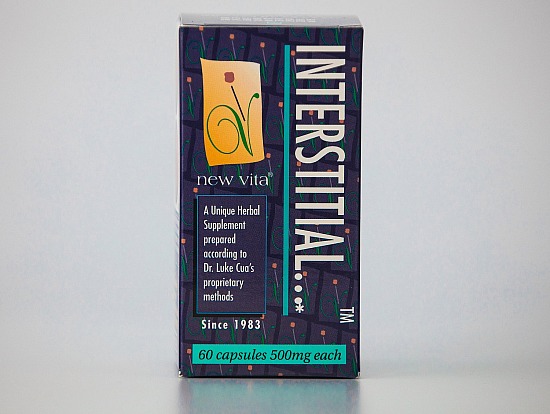 new vita®
A Unique Herbal
Supplement
prepared
according to
Dr. Luke Cua's
proprietary
methods
Since 1983
INTERSTITIAL...*™
60 capsules 500mg each